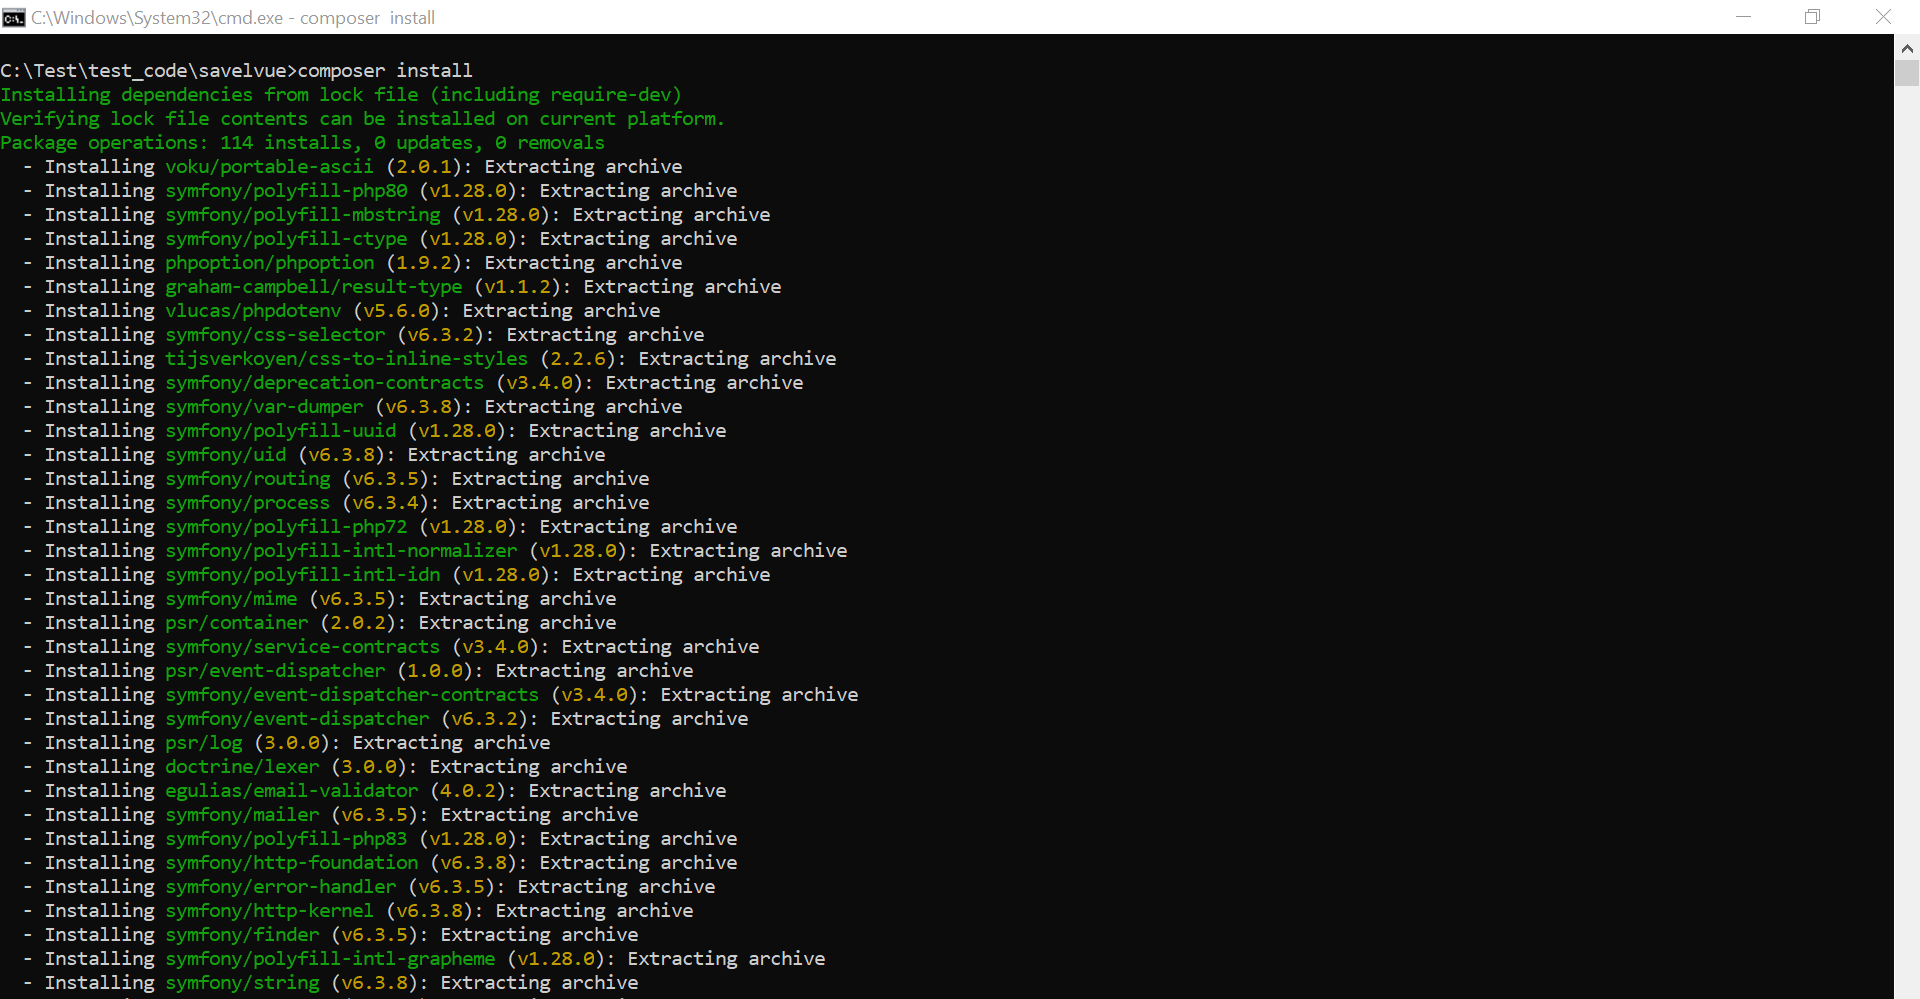 C:\Windows\System32\cmd.exe - composer  install
C:\Test\test_code\savelvue>composer install
Installing dependencies from lock file (including require-dev)
Verifying lock file contents can be installed on current platform.
Package operations: 114 installs, 0 updates, 0 removals
  - Installing voku/portable-ascii (2.0.1): Extracting archive
  - Installing symfony/polyfill-php80 (v1.28.0): Extracting archive
  - Installing symfony/polyfill-mbstring (v1.28.0): Extracting archive
  - Installing symfony/polyfill-ctype (v1.28.0): Extracting archive
  - Installing phpoption/phpoption (1.9.2): Extracting archive
  - Installing graham-campbell/result-type (v1.1.2): Extracting archive
  - Installing vlucas/phpdotenv (v5.6.0): Extracting archive
  - Installing symfony/css-selector (v6.3.2): Extracting archive
  - Installing tijsverkoyen/css-to-inline-styles (2.2.6): Extracting archive
  - Installing symfony/deprecation-contracts (v3.4.0): Extracting archive
  - Installing symfony/var-dumper (v6.3.8): Extracting archive
  - Installing symfony/polyfill-uuid (v1.28.0): Extracting archive
  - Installing symfony/uid (v6.3.8): Extracting archive
  - Installing symfony/routing (v6.3.5): Extracting archive
  - Installing symfony/process (v6.3.4): Extracting archive
  - Installing symfony/polyfill-php72 (v1.28.0): Extracting archive
  - Installing symfony/polyfill-intl-normalizer (v1.28.0): Extracting archive
  - Installing symfony/polyfill-intl-idn (v1.28.0): Extracting archive
  - Installing symfony/mime (v6.3.5): Extracting archive
  - Installing psr/container (2.0.2): Extracting archive
  - Installing symfony/service-contracts (v3.4.0): Extracting archive
  - Installing psr/event-dispatcher (1.0.0): Extracting archive
  - Installing symfony/event-dispatcher-contracts (v3.4.0): Extracting archive
  - Installing symfony/event-dispatcher (v6.3.2): Extracting archive
  - Installing psr/log (3.0.0): Extracting archive
  - Installing doctrine/lexer (3.0.0): Extracting archive
  - Installing egulias/email-validator (4.0.2): Extracting archive
  - Installing symfony/mailer (v6.3.5): Extracting archive
  - Installing symfony/polyfill-php83 (v1.28.0): Extracting archive
  - Installing symfony/http-foundation (v6.3.8): Extracting archive
  - Installing symfony/error-handler (v6.3.5): Extracting archive
  - Installing symfony/http-kernel (v6.3.8): Extracting archive
  - Installing symfony/finder (v6.3.5): Extracting archive
  - Installing symfony/polyfill-intl-grapheme (v1.28.0): Extracting archive
  - Installing symfony/string (v6.3.8): Extracting archive